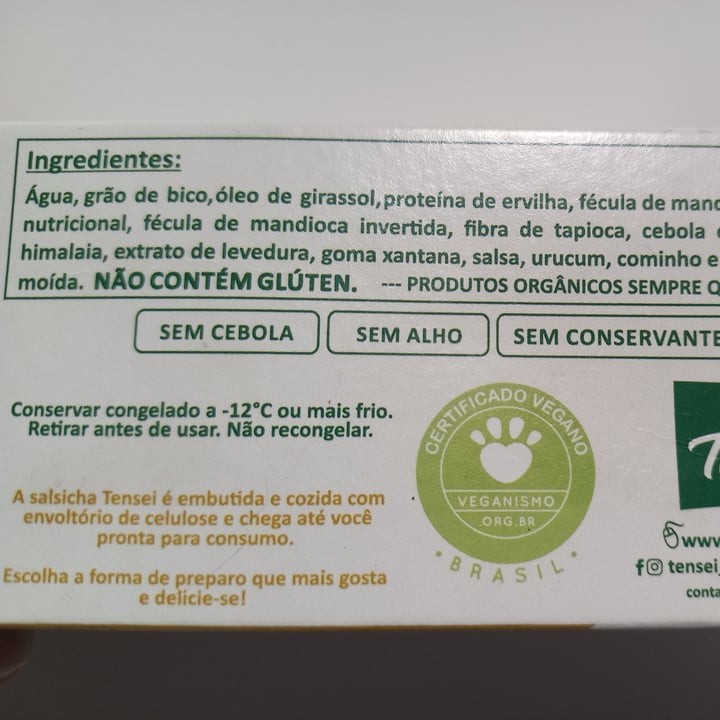 Ingredientes:
Água, grão de bico, óleo de girassol, proteína de ervilha, fécula de mand
nutricional, fécula de mandioca invertida, fibra de tapioca, cebola
himalaia, extrato de levedura, goma xantana, salsa, urucum, cominho e
moída. NÃO CONTÉM GLÚTEN. --- PRODUTOS ORGÂNICOS SEMPRE Q
SEM CEBOLA
SEM ALHO
SEM CONSERVANTE
Conservar congelado a -12°C ou mais frio.
Retirar antes de usar. Não recongelar.
A salsicha Tensei é embutida e cozida com
envoltório de celulose e chega até você
pronta para consumo.
Escolha a forma de preparo que mais gosta
e delicie-se!
CERTIFICADO VEGANO
VEGANISMO
.ORG.BR
• BRASIL •
T
www
tensei_
conta